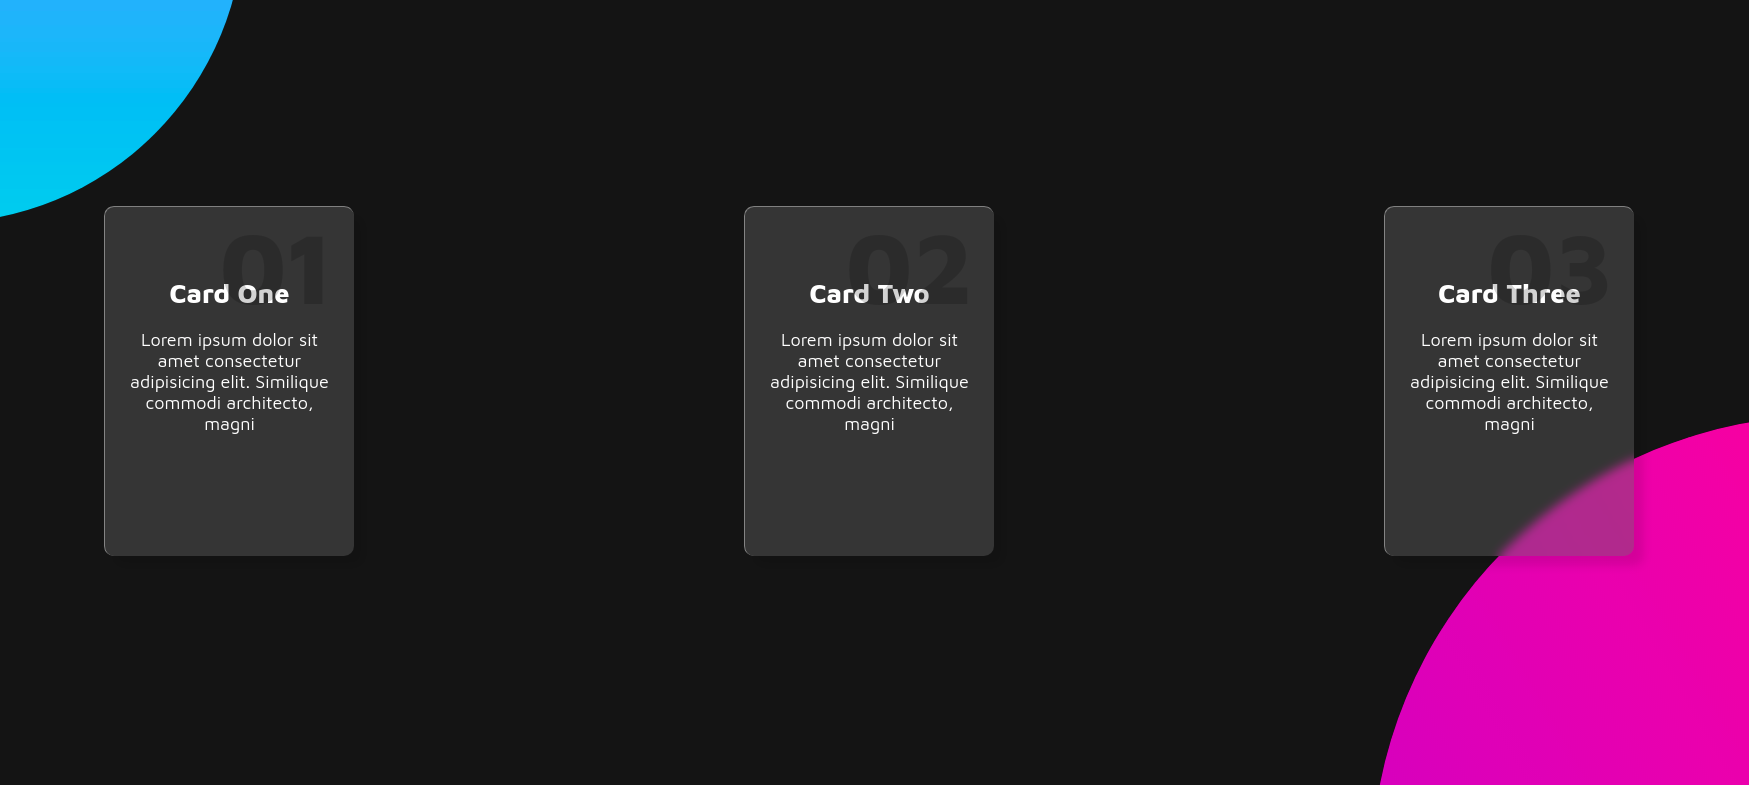 01
Card One
Lorem ipsum dolor sit
amet consectetur
adipisicing elit. Similique
commodi architecto,
magni
02
Card Two
Lorem ipsum dolor sit
amet consectetur
adipisicing elit. Similique
commodi architecto,
magni
03
Card Three
Lorem ipsum dolor sit
amet consectetur
adipisicing elit. Similique
commodi architecto,
magni